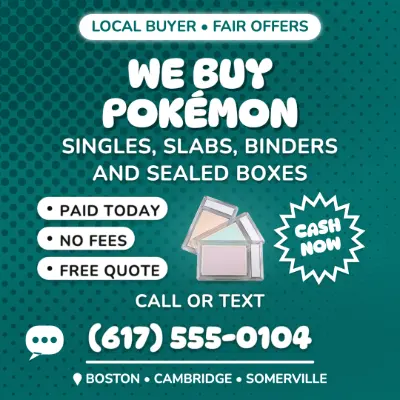 LOCAL BUYER • FAIR OFFERS
WE BUY
POKÉMON
SINGLES, SLABS, BINDERS
AND SEALED BOXES
• PAID TODAY
• NO FEES
• FREE QUOTE
CASH
NOW
CALL OR TEXT
(617) 555-0104
BOSTON • CAMBRIDGE • SOMERVILLE